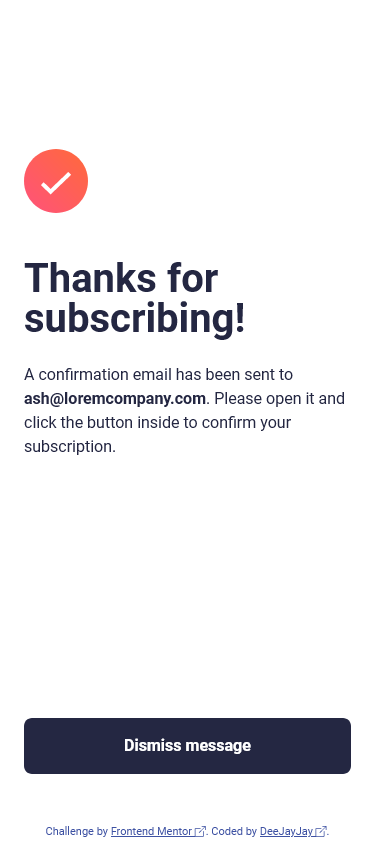 Thanks for
subscribing!
A confirmation email has been sent to
ash@loremcompany.com. Please open it and
click the button inside to confirm your
subscription.
Dismiss message
Challenge by Frontend Mentor. Coded by DeeJayJay.